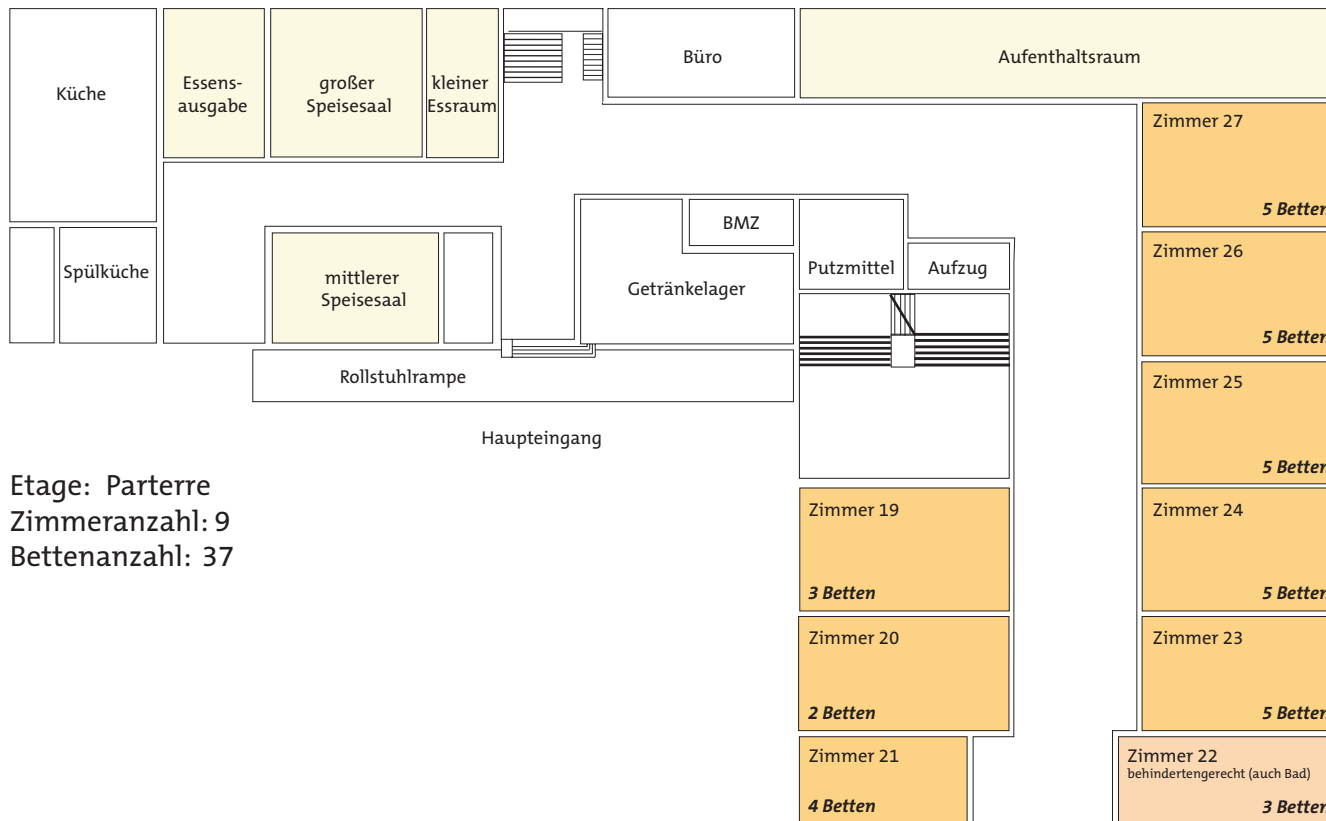 Küche
Essens-
ausgabe
großer
Speisesaal
kleiner
Essraum
Büro
Aufenthaltsraum
Zimmer 27
5 Betten
BMZ
Spülküche
mittlerer
Speisesaal
Getränkelager
Putzmittel
Aufzug
Zimmer 26
5 Betten
Rollstuhlrampe
Haupteingang
Zimmer 25
5 Betten
Etage: Parterre
Zimmeranzahl: 9
Bettenanzahl: 37
Zimmer 19
3 Betten
Zimmer 24
5 Betten
Zimmer 20
2 Betten
Zimmer 23
5 Betten
Zimmer 21
4 Betten
Zimmer 22
behindertengerecht (auch Bad)
3 Betten